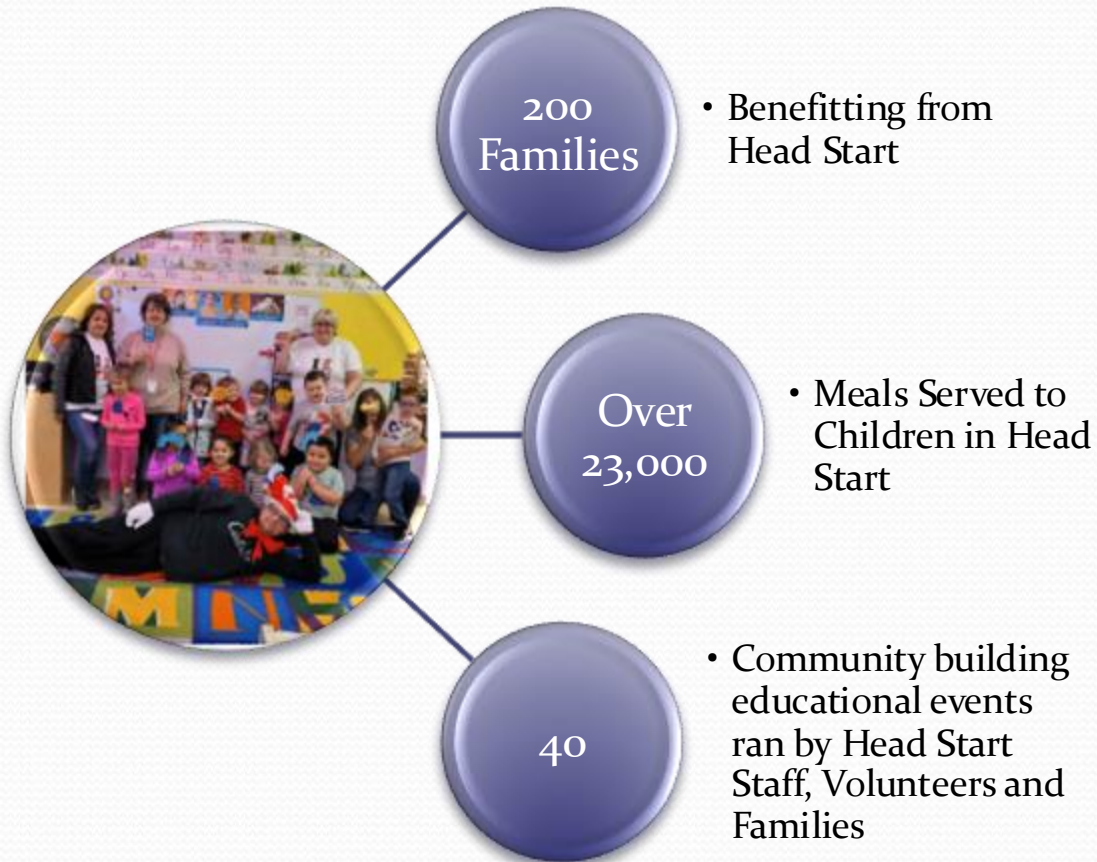 200
Families
• Benefitting from
Head Start
Over
23,000
• Meals Served to
Children in Head
Start
40
• Community building
educational events
ran by Head Start
Staff, Volunteers and
Families
M N